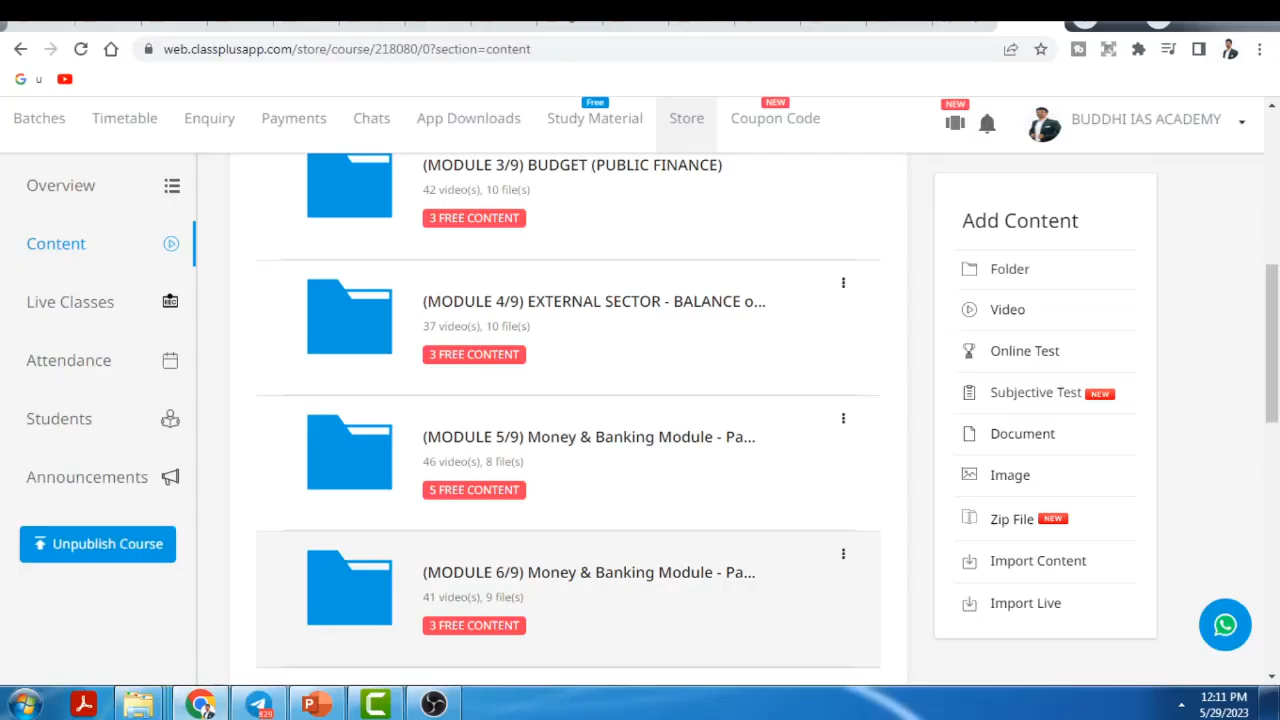 web.classplusapp.com/store/course/218080/0?section=content
u
Batches
Timetable
Enquiry
Payments
Chats
App Downloads
Free
Study Material
Store
NEW
Coupon Code
NEW
BUDDHI IAS ACADEMY
Overview
Content
Live Classes
REC
Attendance
Students
Announcements
Unpublish Course
(MODULE 3/9) BUDGET (PUBLIC FINANCE)
42 video(s), 10 file(s)
3 FREE CONTENT
(MODULE 4/9) EXTERNAL SECTOR - BALANCE o...
37 video(s), 10 file(s)
3 FREE CONTENT
(MODULE 5/9) Money & Banking Module - Pa...
46 video(s), 8 file(s)
5 FREE CONTENT
(MODULE 6/9) Money & Banking Module - Pa...
41 video(s), 9 file(s)
3 FREE CONTENT
Add Content
Folder
Video
Online Test
Subjective Test NEW
Document
Image
Zip File NEW
Import Content
Import Live
829
12:11 PM
5/29/2023